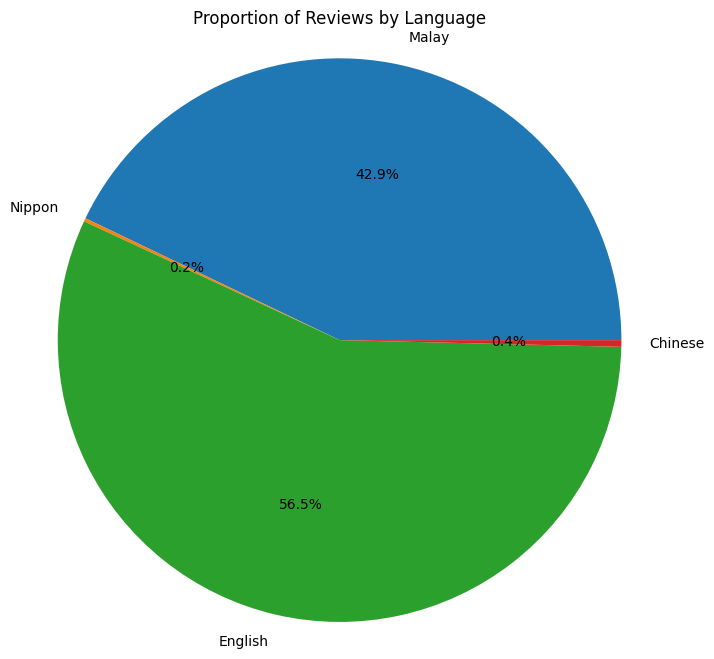 Proportion of Reviews by Language
Malay
42.9%
Nippon
0.2%
0.4%
Chinese
56.5%
English